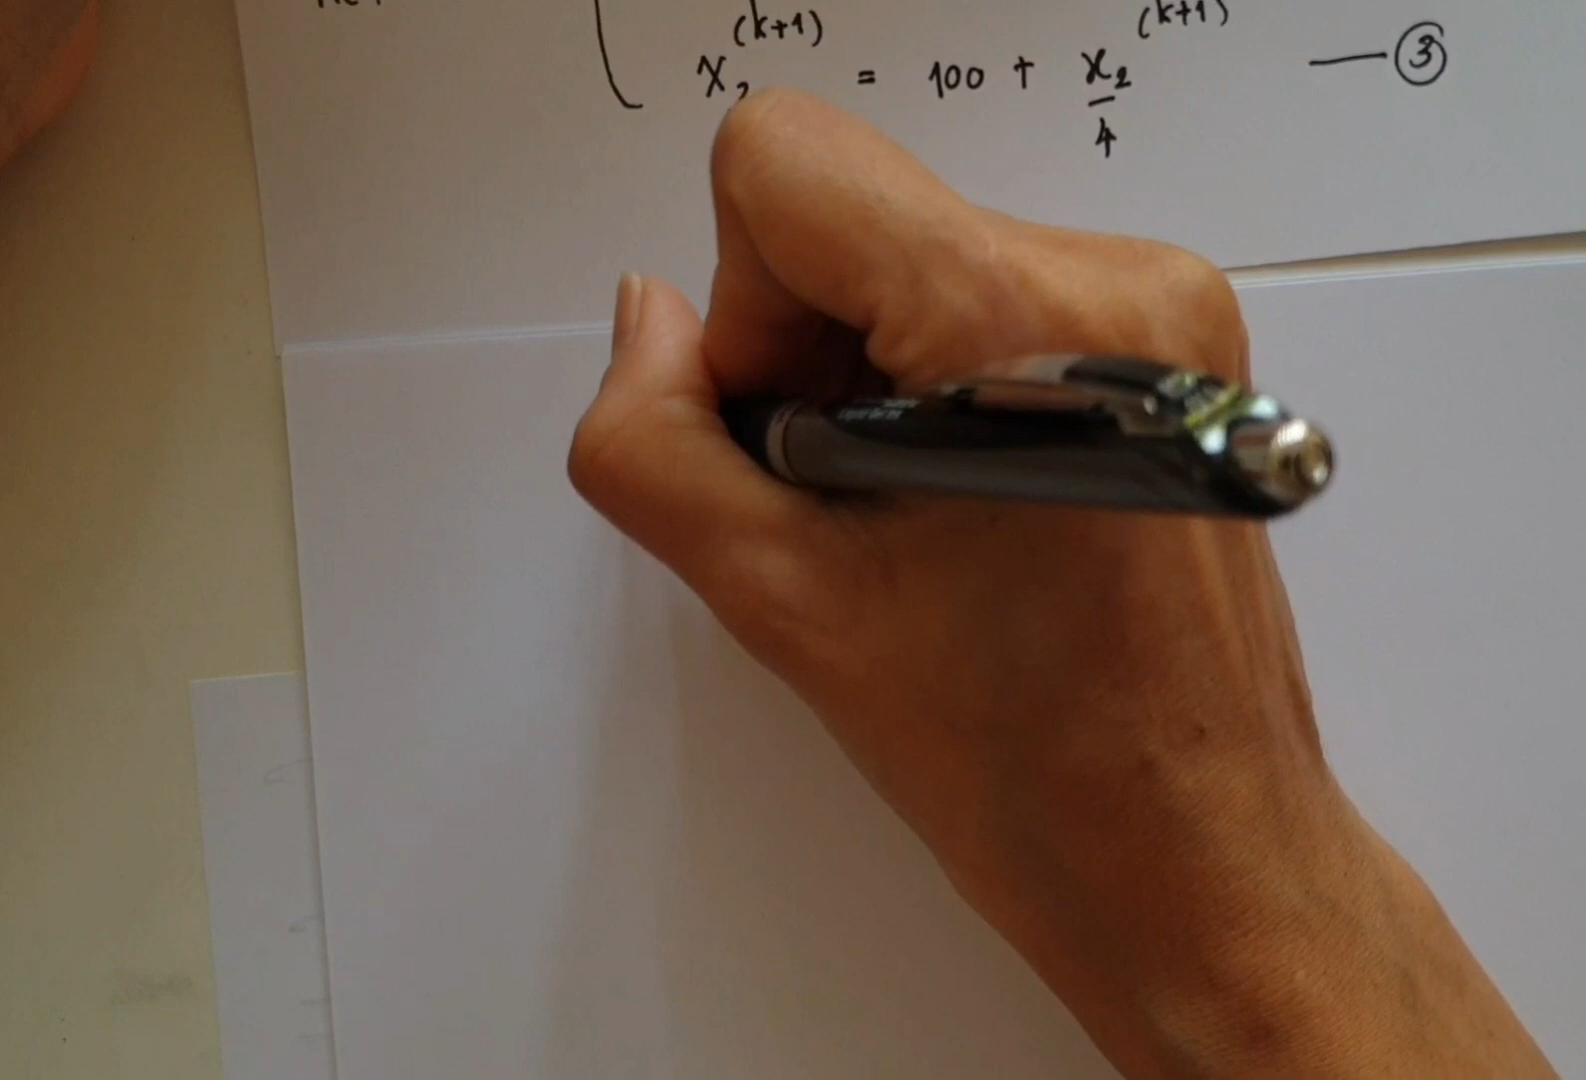 x₂^(k+1) = 100 + x₂^(k+1)/4 — ③